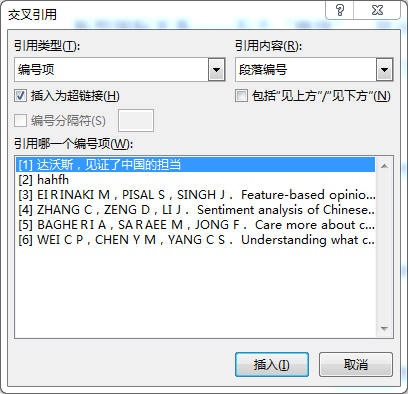 交叉引用
引用类型(T):
引用内容(R):
编号项
段落编号
插入为超链接(H)
包括“见上方”/“见下方”(N)
编号分隔符(S)
引用哪一个编号项(W):
[1] 达沃斯，见证了中国的担当
[2] hahfh
[3] EIRINAKI M，PISAL S，SINGH J． Feature-based opinio...
[4] ZHANG C，ZENG D，LI J． Sentiment analysis of Chinese...
[5] BAGHERI A，SARAEE M，JONG F．Care more about c...
[6] WEI C P，CHEN Y M，YANG C S．Understanding what c...
插入(I)
取消